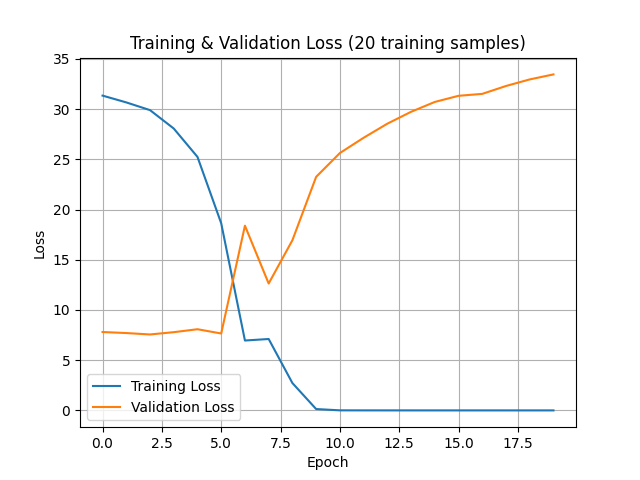 Training & Validation Loss (20 training samples)
35
30
25
20
15
10
5
0
Loss
Training Loss
Validation Loss
0.0 2.5 5.0 7.5 10.0 12.5 15.0 17.5
Epoch